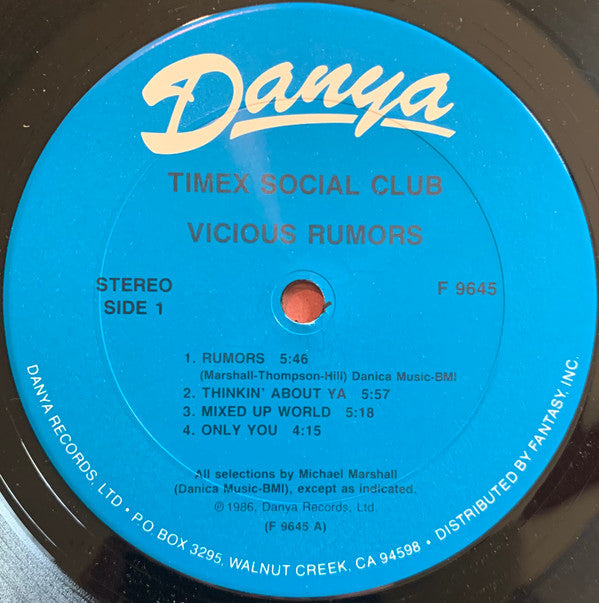 Danya
TIMEX SOCIAL CLUB
VICIOUS RUMORS
STEREO
SIDE 1
F 9645
1. RUMORS 5:46
(Marshall-Thompson-Hill) Danica Music-BMI
2. THINKIN' ABOUT YA 5:57
3. MIXED UP WORLD 5:18
4. ONLY YOU 4:15
All selections by Michael Marshall
(Danica Music-BMI), except as indicated.
℗ 1986, Danya Records, Ltd.
(F 9645 A)
DANYA RECORDS, LTD • P.O. BOX 3295, WALNUT CREEK, CA 94598 • DISTRIBUTED BY FANTASY, INC.